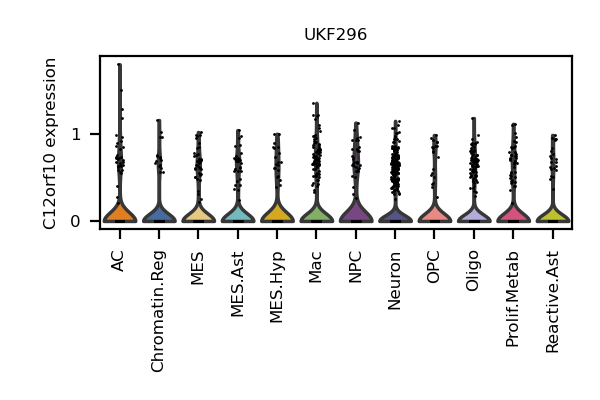 UKF296
C12orf10 expression
1
0
AC
Chromatin.Reg
MES
MES.Ast
MES.Hyp
Mac
NPC
Neuron
OPC
Oligo
Prolif.Metab
Reactive.Ast